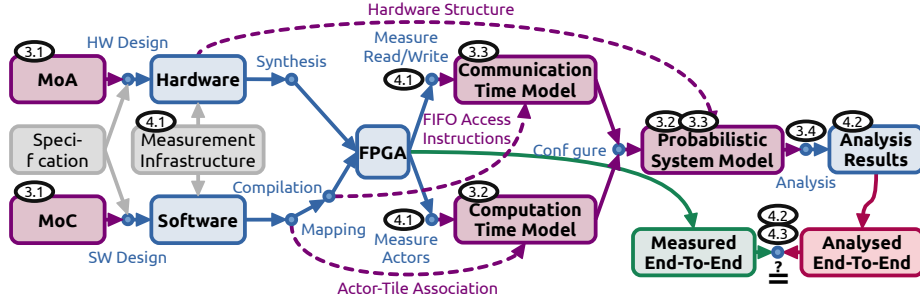 Hardware Structure
HW Design
Measure
Read/Write
3.1
3.3
MoA
Hardware
Synthesis
4.1
Communication
Time Model
3.2
3.3
4.2
4.1
FIFO Access
Instructions
3.4
Speci-
f cation
Measurement
Infrastructure
FPGA
Conf gure
Probabilistic
System Model
Analysis
Results
Compilation
Analysis
3.1
3.2
MoC
Software
Mapping
4.1
Computation
Time Model
4.2
4.3
SW Design
Measure
Actors
Measured
End-To-End
?
=
Analysed
End-To-End
Actor-Tile Association